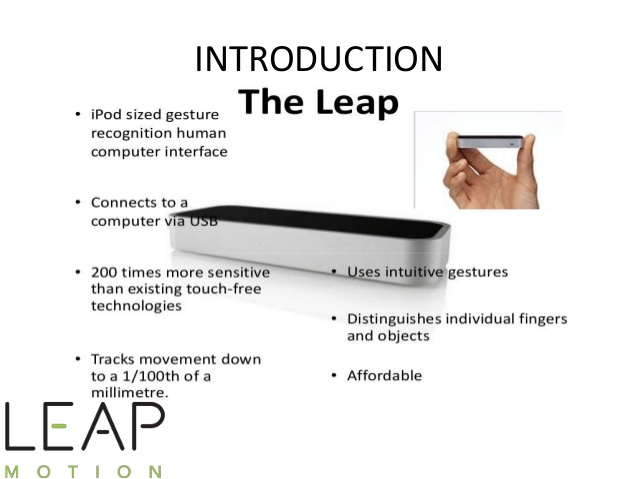 INTRODUCTION
The Leap
• iPod sized gesture
recognition human
computer interface
• Connects to a
computer via USB
• 200 times more sensitive
than existing touch-free
technologies
• Tracks movement down
to a 1/100th of a
millimetre.
• Uses intuitive gestures
• Distinguishes individual fingers
and objects
• Affordable
LEAP
MOTION